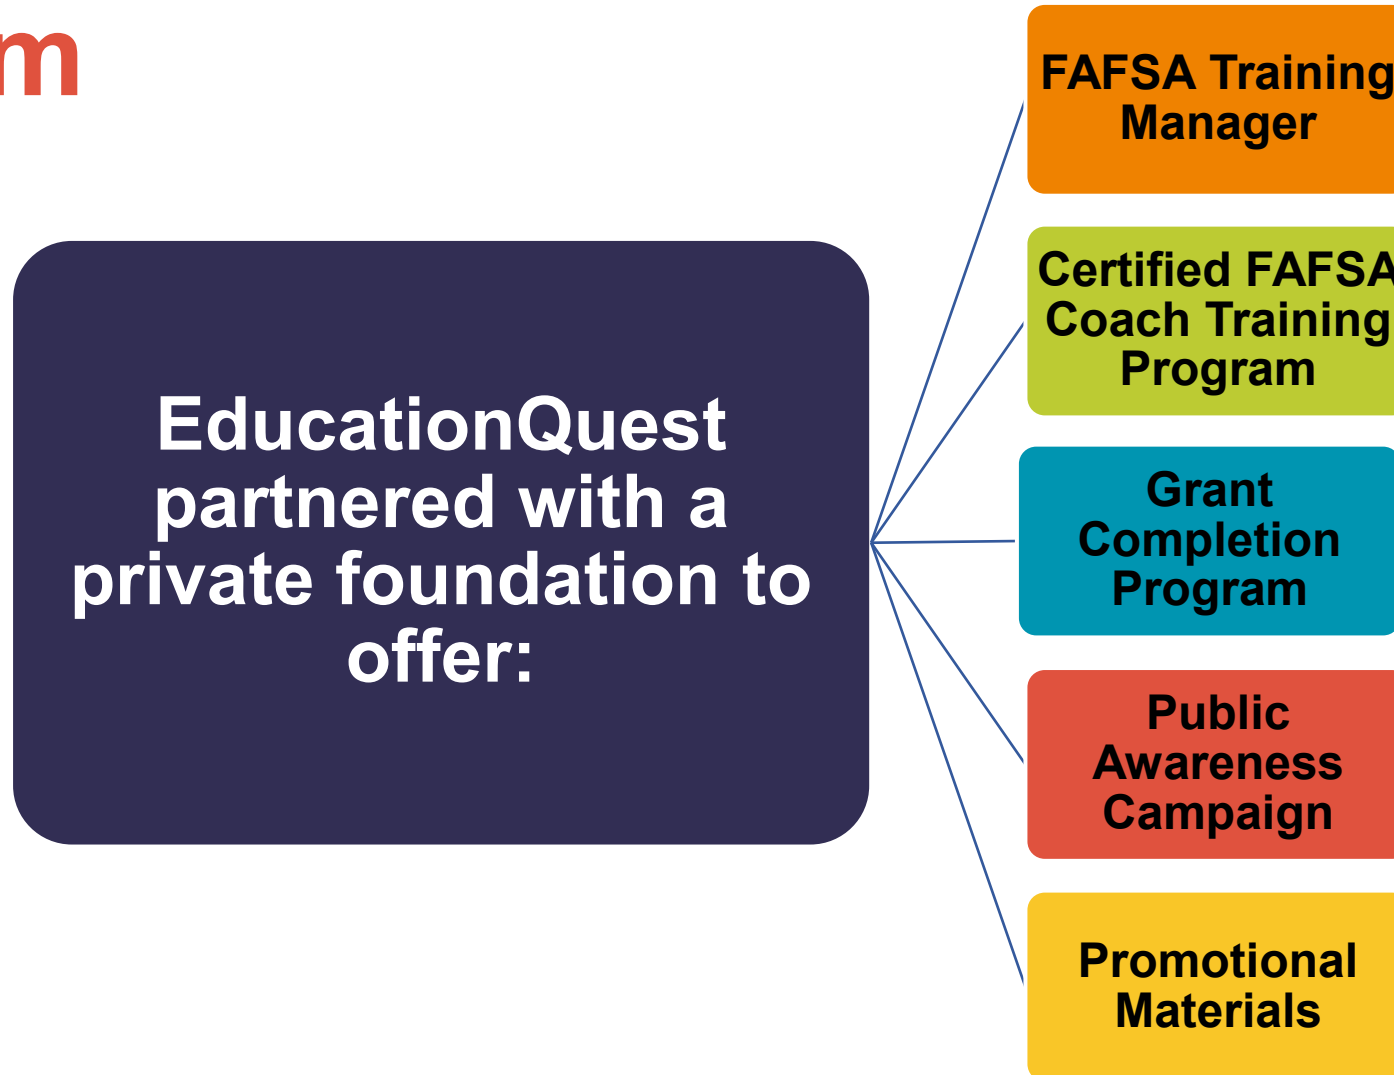 m
EducationQuest
partnered with a
private foundation to
offer:
FAFSA Training
Manager
Certified FAFSA
Coach Training
Program
Grant
Completion
Program
Public
Awareness
Campaign
Promotional
Materials